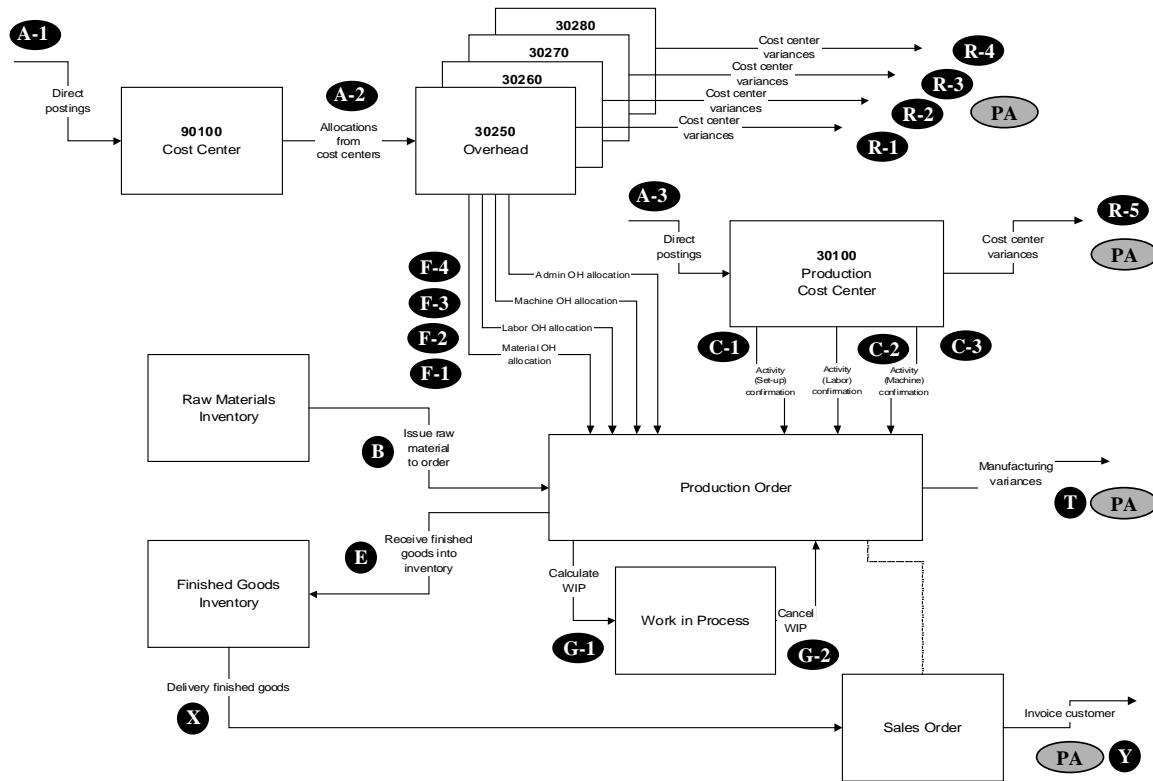 A-1
Direct
postings
90100
Cost Center
A-2
Allocations
from
cost centers
30280
30270
30260
30250
Overhead
Cost center
variances
R-4
Cost center
variances
R-3
Cost center
variances
R-2
PA
Cost center
variances
R-1
A-3
Direct
postings
30100
Production
Cost Center
Cost center
variances
R-5
PA
F-4
Admin OH allocation
F-3
Machine OH allocation
F-2
Labor OH allocation
F-1
Material OH
allocation
C-1
Activity
(Set-up)
confirmation
C-2
Activity
(Labor)
confirmation
C-3
Activity
(Machine)
confirmation
Raw Materials
Inventory
B
Issue raw
material
to order
Production Order
Manufacturing
variances
T
PA
E
Receive finished
goods into
inventory
Finished Goods
Inventory
Calculate
WIP
G-1
Work in Process
Cancel
WIP
G-2
Delivery finished goods
X
Sales Order
Invoice customer
PA
Y